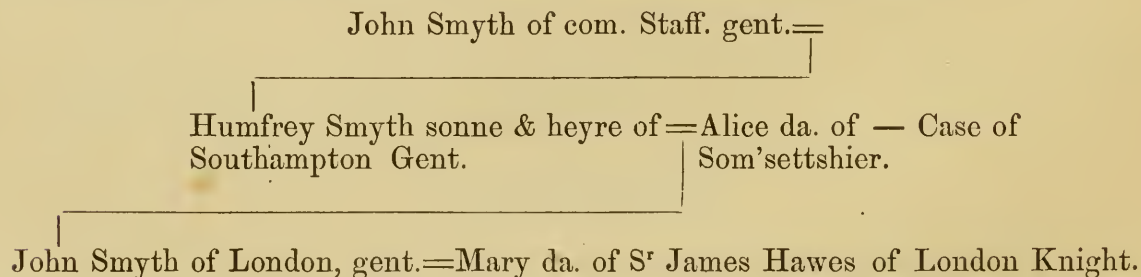 John Smyth of com. Staff. gent.=
Humfrey Smyth sonne & heyre of=Alice da. of — Case of
Southampton Gent. Som'settshier.
John Smyth of London, gent.=Mary da. of Sʳ James Hawes of London Knight.